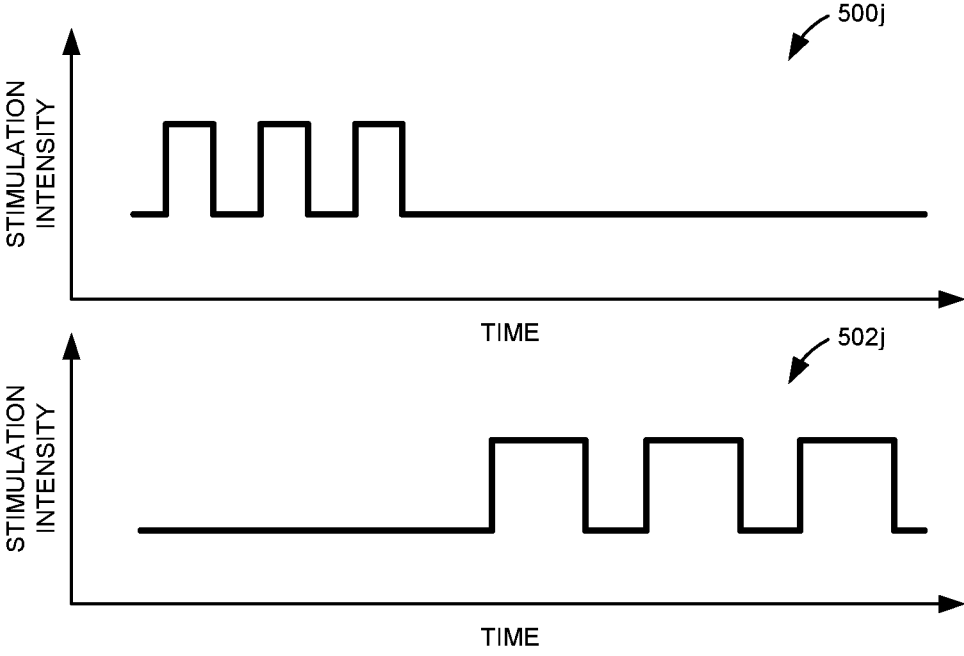 500j
STIMULATION
INTENSITY
TIME
502j
STIMULATION
INTENSITY
TIME